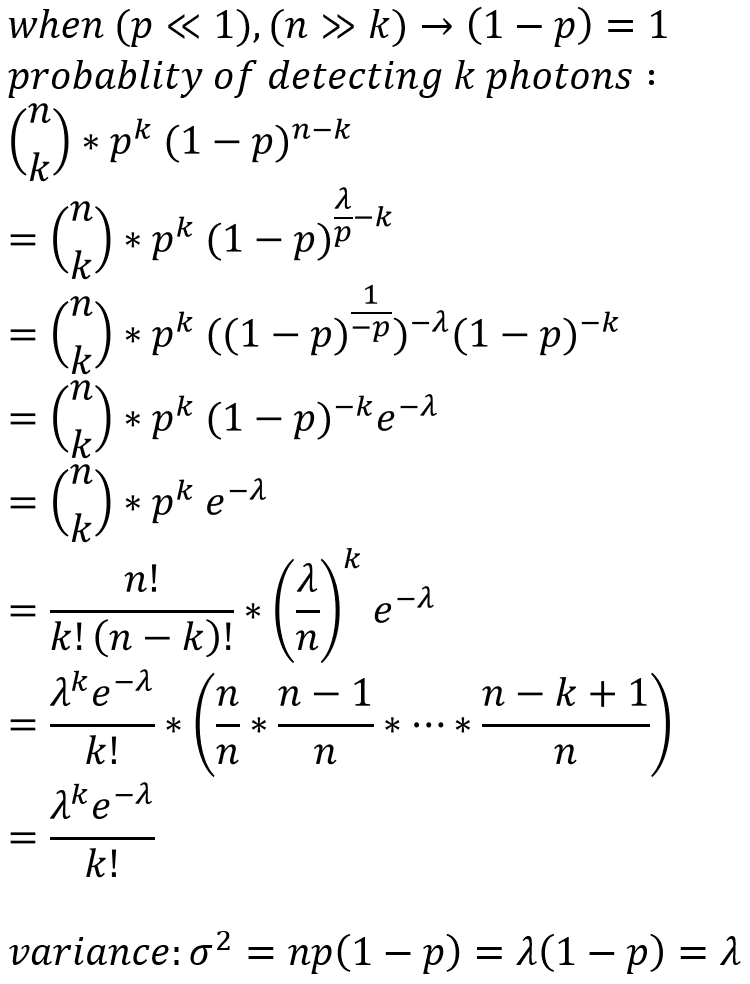 when (p ≪ 1), (n ≫ k) → (1 − p) = 1
probablity of detecting k photons :
(n k) * p^k (1 − p)^(n−k)
= (n k) * p^k (1 − p)^(λ/p − k)
= (n k) * p^k ((1 − p)^(1/−p))^(−λ) (1 − p)^(−k)
= (n k) * p^k (1 − p)^(−k) e^(−λ)
= (n k) * p^k e^(−λ)
= n! / (k! (n − k)!) * (λ/n)^k e^(−λ)
= λ^k e^(−λ) / k! * (n/n * (n − 1)/n * ⋯ * (n − k + 1)/n)
= λ^k e^(−λ) / k!
variance: σ² = np(1 − p) = λ(1 − p) = λ